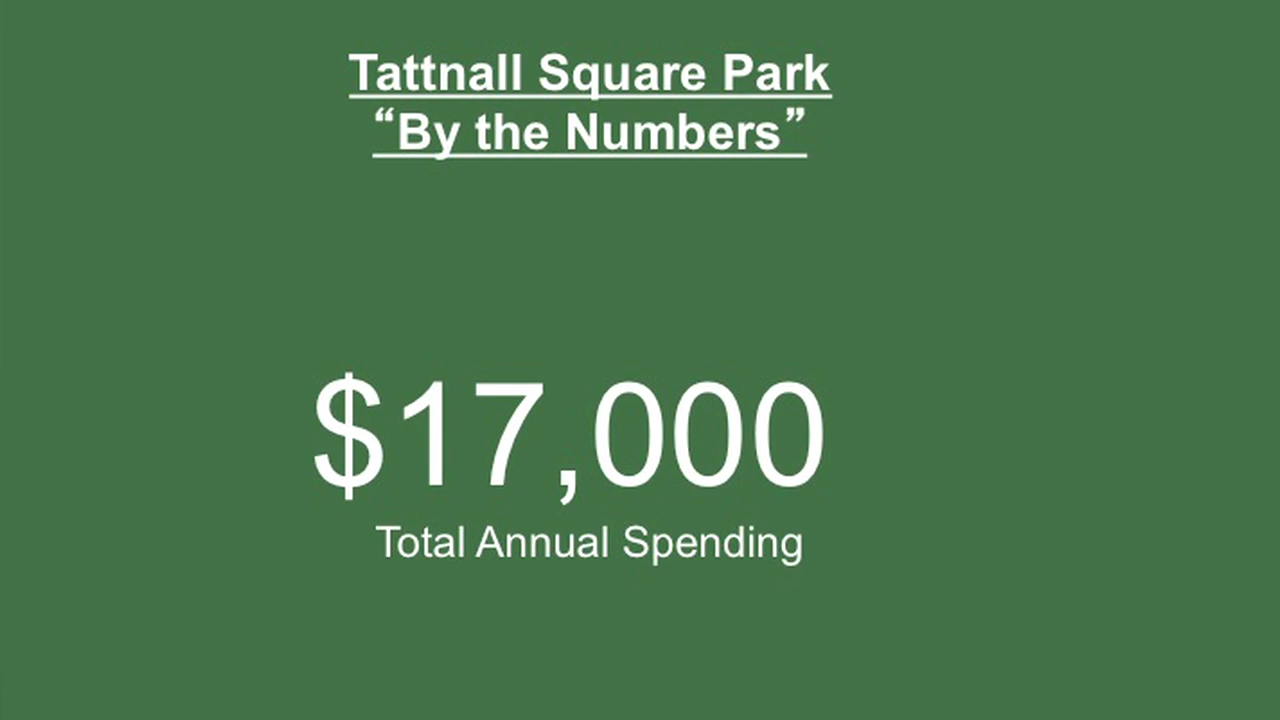 Tattnall Square Park
“By the Numbers”
$17,000
Total Annual Spending